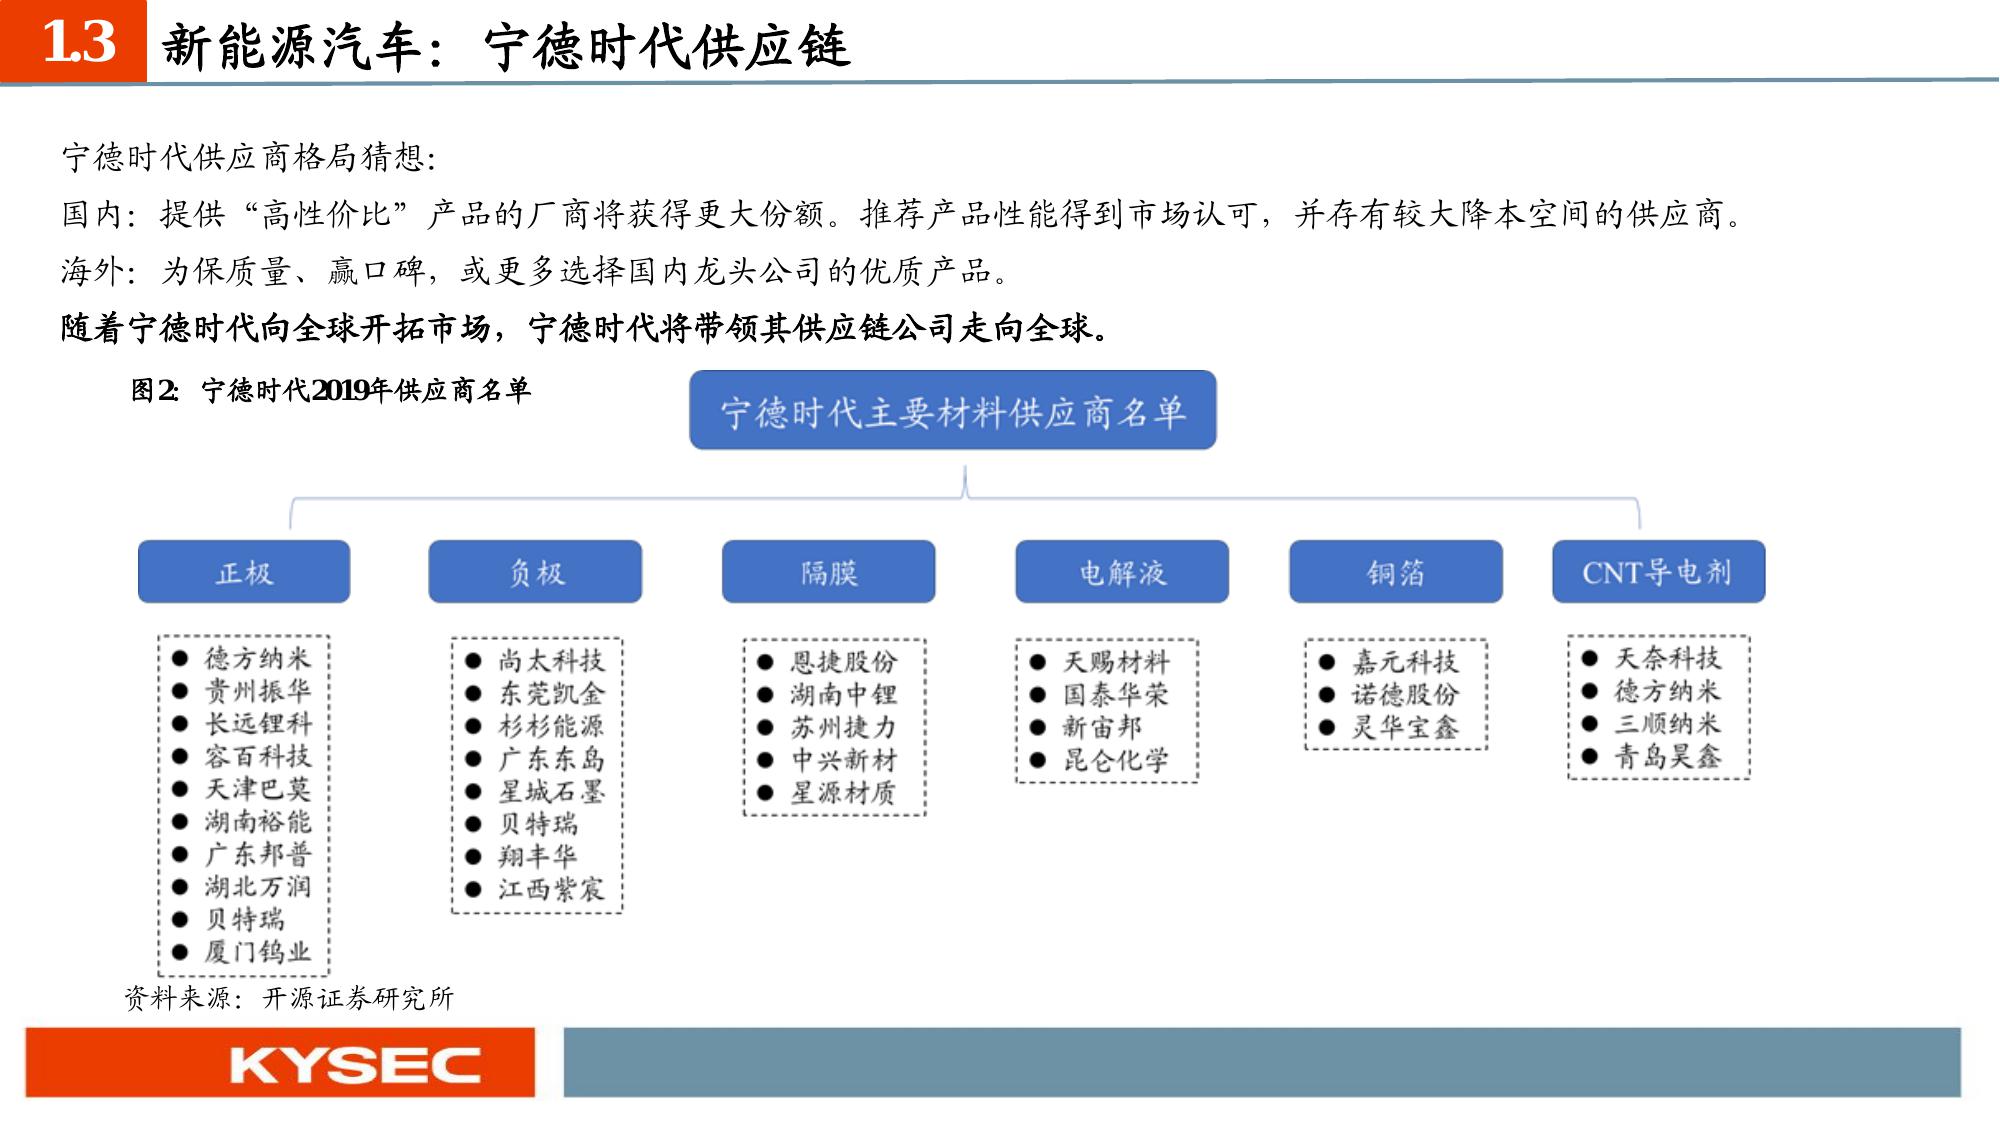 1.3 新能源汽车：宁德时代供应链
宁德时代供应商格局猜想：
国内：提供“高性价比”产品的厂商将获得更大份额。推荐产品性能得到市场认可，并存有较大降本空间的供应商。
海外：为保质量、赢口碑，或更多选择国内龙头公司的优质产品。
随着宁德时代向全球开拓市场，宁德时代将带领其供应链公司走向全球。
图2：宁德时代2019年供应商名单
宁德时代主要材料供应商名单
正极
德方纳米
贵州振华
长远锂科
容百科技
天津巴莫
湖南裕能
广东邦普
湖北万润
贝特瑞
厦门钨业
负极
尚太科技
东莞凯金
杉杉能源
广东东岛
星城石墨
贝特瑞
翔丰华
江西紫宸
隔膜
恩捷股份
湖南中锂
苏州捷力
中兴新材
星源材质
电解液
天赐材料
国泰华荣
新宙邦
昆仑化学
铜箔
嘉元科技
诺德股份
灵华宝鑫
CNT导电剂
天奈科技
德方纳米
三顺纳米
青岛昊鑫
资料来源：开源证券研究所
KYSEC